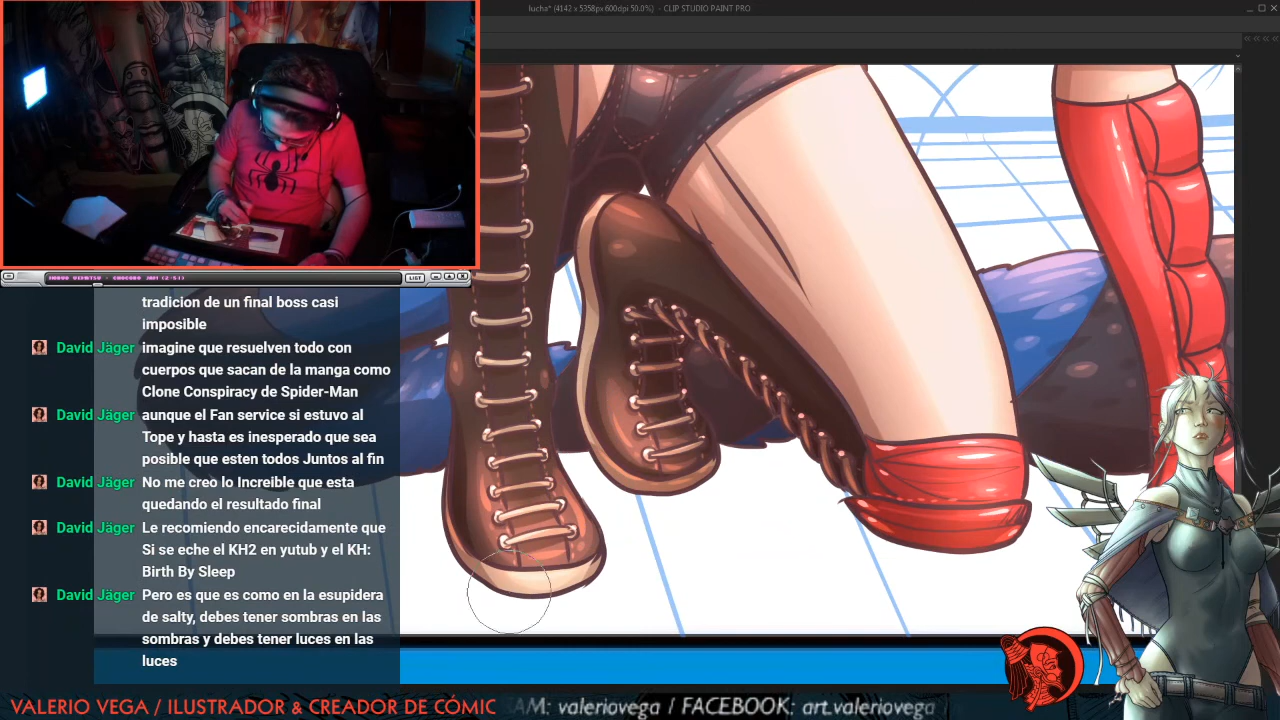 lucha* (4142 x 5358px 600dpi 50.0%) - CLIP STUDIO PAINT PRO
LIST
tradicion de un final boss casi
imposible
David Jäger imagine que resuelven todo con
cuerpos que sacan de la manga como
Clone Conspiracy de Spider-Man
David Jäger aunque el Fan service si estuvo al
Tope y hasta es inesperado que sea
posible que esten todos Juntos al fin
David Jäger No me creo lo Increible que esta
quedando el resultado final
David Jäger Le recomiendo encarecidamente que
Si se eche el KH2 en yutub y el KH:
Birth By Sleep
David Jäger Pero es que es como en la esupidera
de salty, debes tener sombras en las
sombras y debes tener luces en las
luces
VALERIO VEGA / ILUSTRADOR & CREADOR DE CÓMIC
AM: valeriovega / FACEBOOK: art.valeriovega